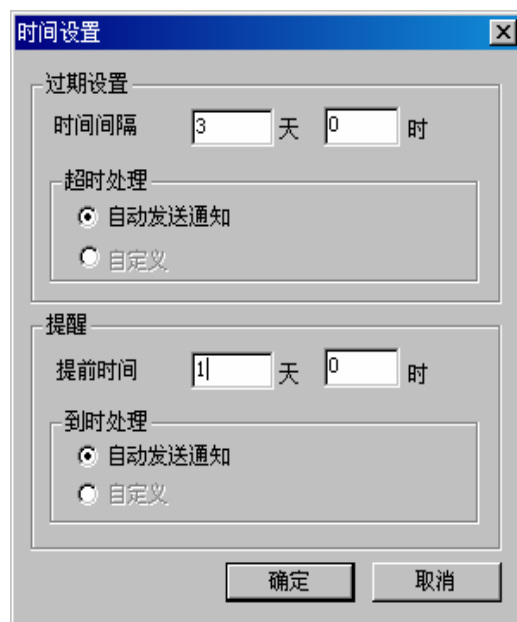 时间设置
过期设置
时间间隔 3 天 0 时
超时处理
自动发送通知
自定义
提醒
提前时间 1 天 0 时
到时处理
自动发送通知
自定义
确定 取消